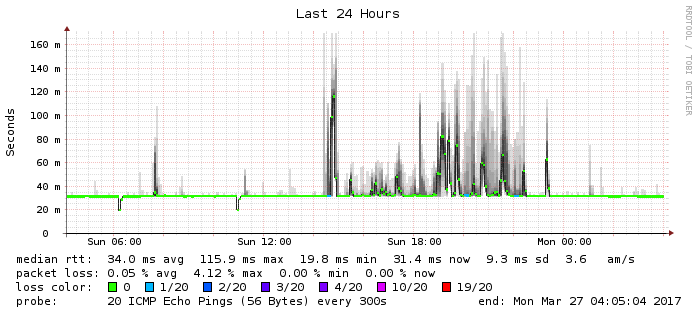 Last 24 Hours
RRDTOOL / TOBI OETIKER
Seconds
160 m
140 m
120 m
100 m
80 m
60 m
40 m
20 m
0
Sun 06:00 Sun 12:00 Sun 18:00 Mon 00:00
median rtt: 34.0 ms avg 115.9 ms max 19.8 ms min 31.4 ms now 9.3 ms sd 3.6 am/s
packet loss: 0.05 % avg 4.12 % max 0.00 % min 0.00 % now
loss color: 0 1/20 2/20 3/20 4/20 10/20 19/20
probe: 20 ICMP Echo Pings (56 Bytes) every 300s end: Mon Mar 27 04:05:04 2017